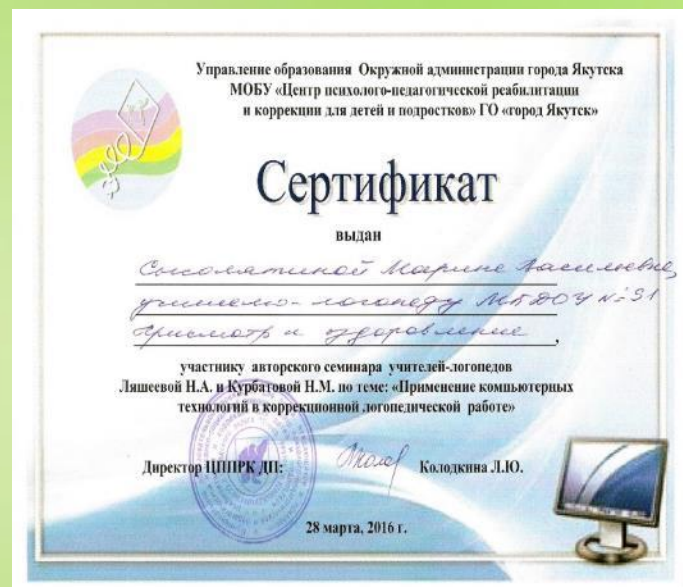 Управление образования Окружной администрации города Якутска
МОБУ «Центр психолого-педагогической реабилитации
и коррекции для детей и подростков» ГО «город Якутск»
Сертификат
выдан
Марине Васильевне,
учителю-логопеду МБДОУ №91
Присмотр и оздоровление,
участнику авторского семинара учителей-логопедов
Ляшеевой Н.А. и Курбатовой Н.М. по теме: «Применение компьютерных
технологий в коррекционной логопедической работе»
Директор ЦППРК ДП: Колодкина Л.Ю.
28 марта, 2016 г.